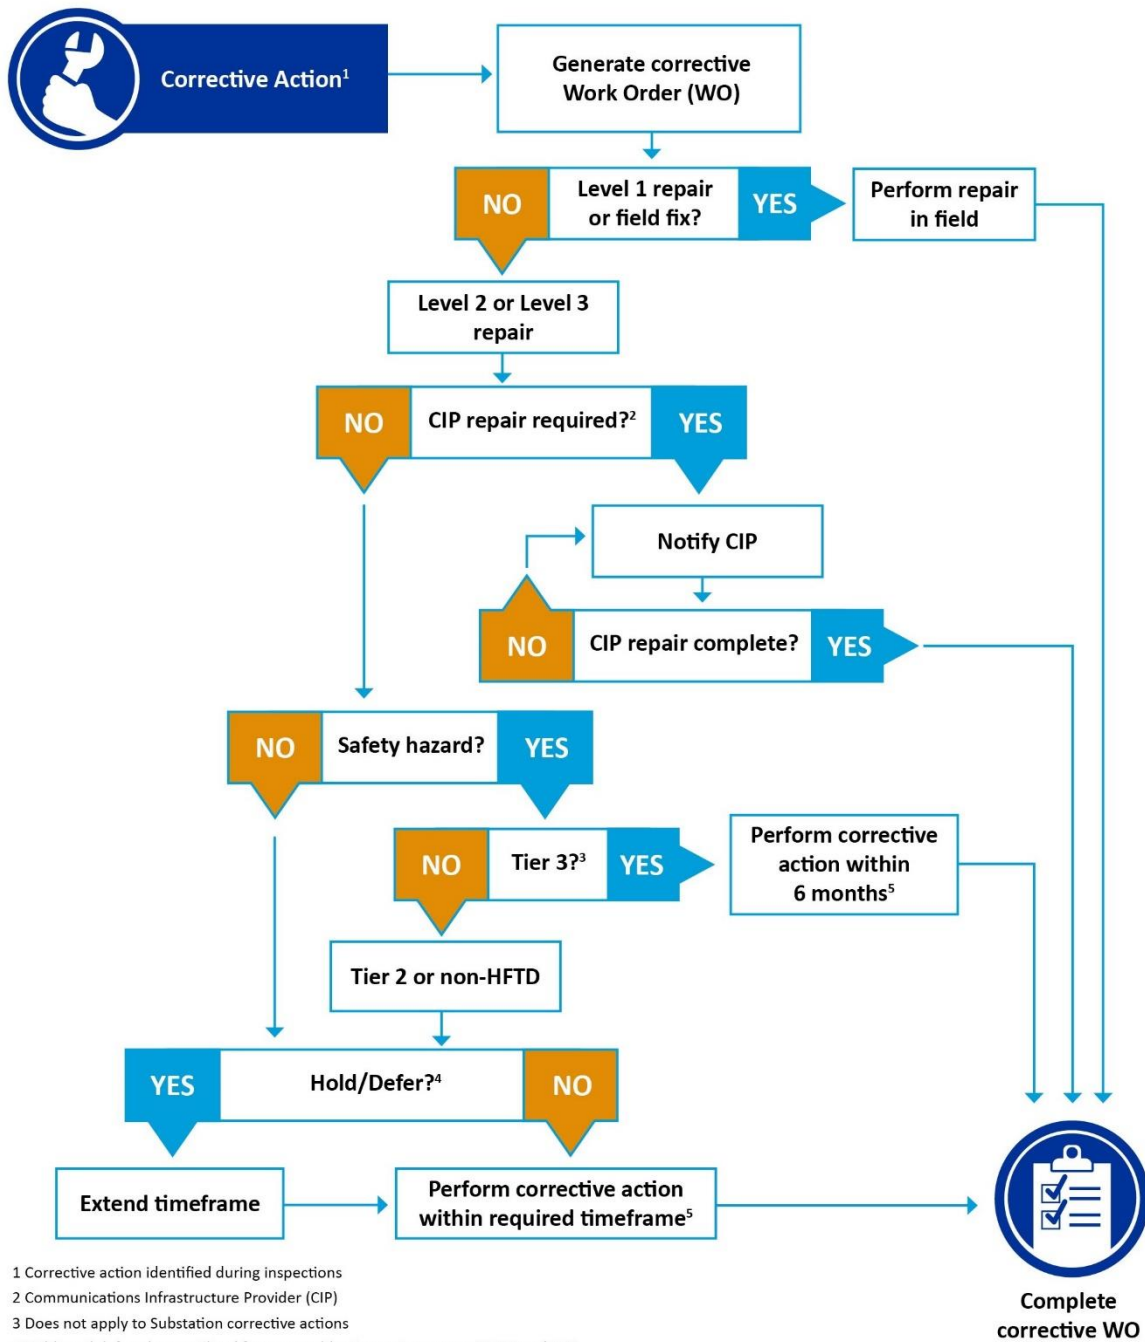 Corrective Action¹
Generate corrective
Work Order (WO)
NO
Level 1 repair
or field fix?
YES
Perform repair
in field
Level 2 or Level 3
repair
NO
CIP repair required?²
YES
Notify CIP
NO
CIP repair complete?
YES
NO
Safety hazard?
YES
NO
Tier 3?³
YES
Perform corrective
action within
6 months⁵
Tier 2 or non-HFTD
YES
Hold/Defer?⁴
NO
Extend timeframe
Perform corrective action
within required timeframe⁵
Complete
corrective WO
1 Corrective action identified during inspections
2 Communications Infrastructure Provider (CIP)
3 Does not apply to Substation corrective actions